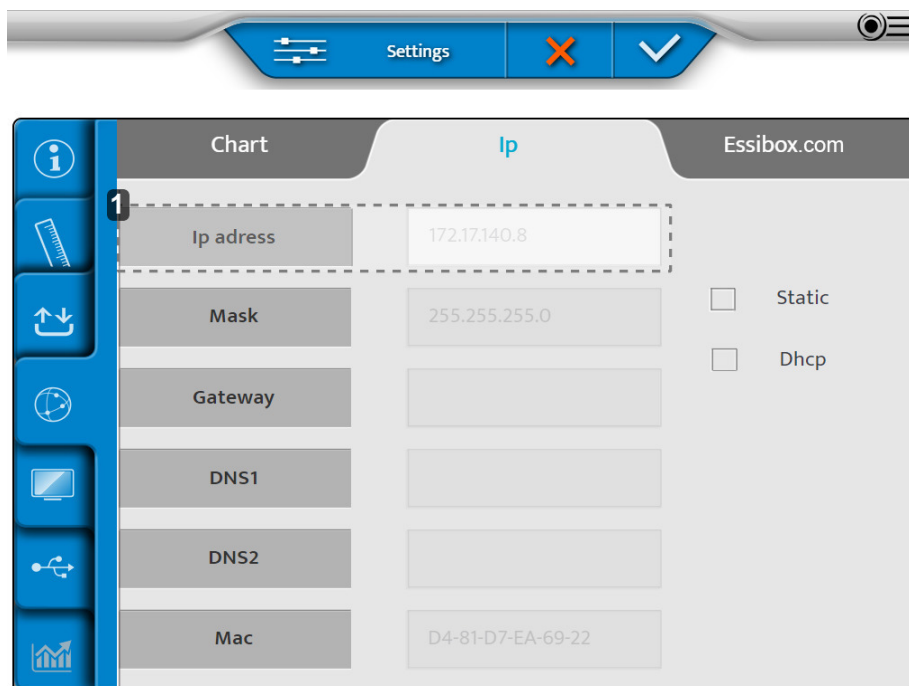 Settings
Chart
Ip
Essibox.com
1
Ip adress
172.17.140.8
Mask
255.255.255.0
Static
Dhcp
Gateway
DNS1
DNS2
Mac
D4-81-D7-EA-69-22